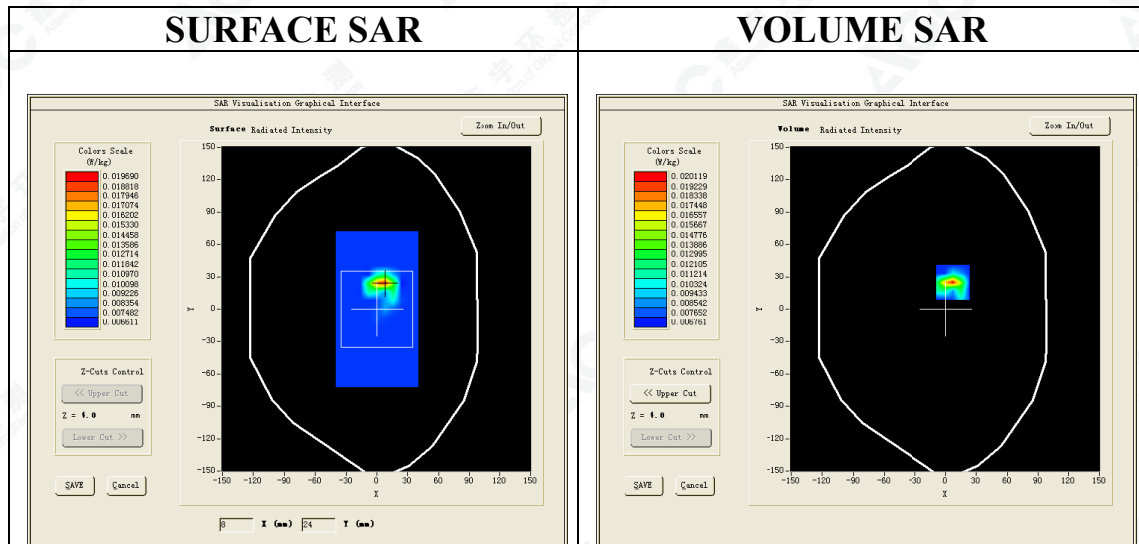 SURFACE SAR
VOLUME SAR
SAR Visualisation Graphical Interface
Surface Radiated Intensity
Zoom In/Out
Colors Scale
(W/kg)
0.019690
0.018818
0.017946
0.017074
0.016202
0.015330
0.014458
0.013586
0.012714
0.011842
0.010970
0.010098
0.009226
0.008354
0.007482
0.006611
150
120
90
60
30
0
-30
-60
-90
-120
-150
Y
-150 -120 -90 -60 -30 0 30 60 90 120 150
X
Z-Cuts Control
<< Upper Cut
Z = 4.0 mm
Lower Cut >>
SAVE
Cancel
8 X (mm) 24 Y (mm)
SAR Visualisation Graphical Interface
Volume Radiated Intensity
Zoom In/Out
Colors Scale
(W/kg)
0.020119
0.019229
0.018338
0.017448
0.016557
0.015667
0.014776
0.013886
0.012995
0.012105
0.011214
0.010324
0.009433
0.008542
0.007652
0.006761
150
120
90
60
30
0
-30
-60
-90
-120
-150
Y
-150 -120 -90 -60 -30 0 30 60 90 120 150
X
Z-Cuts Control
<< Upper Cut
Z = 4.0 mm
Lower Cut >>
SAVE
Cancel